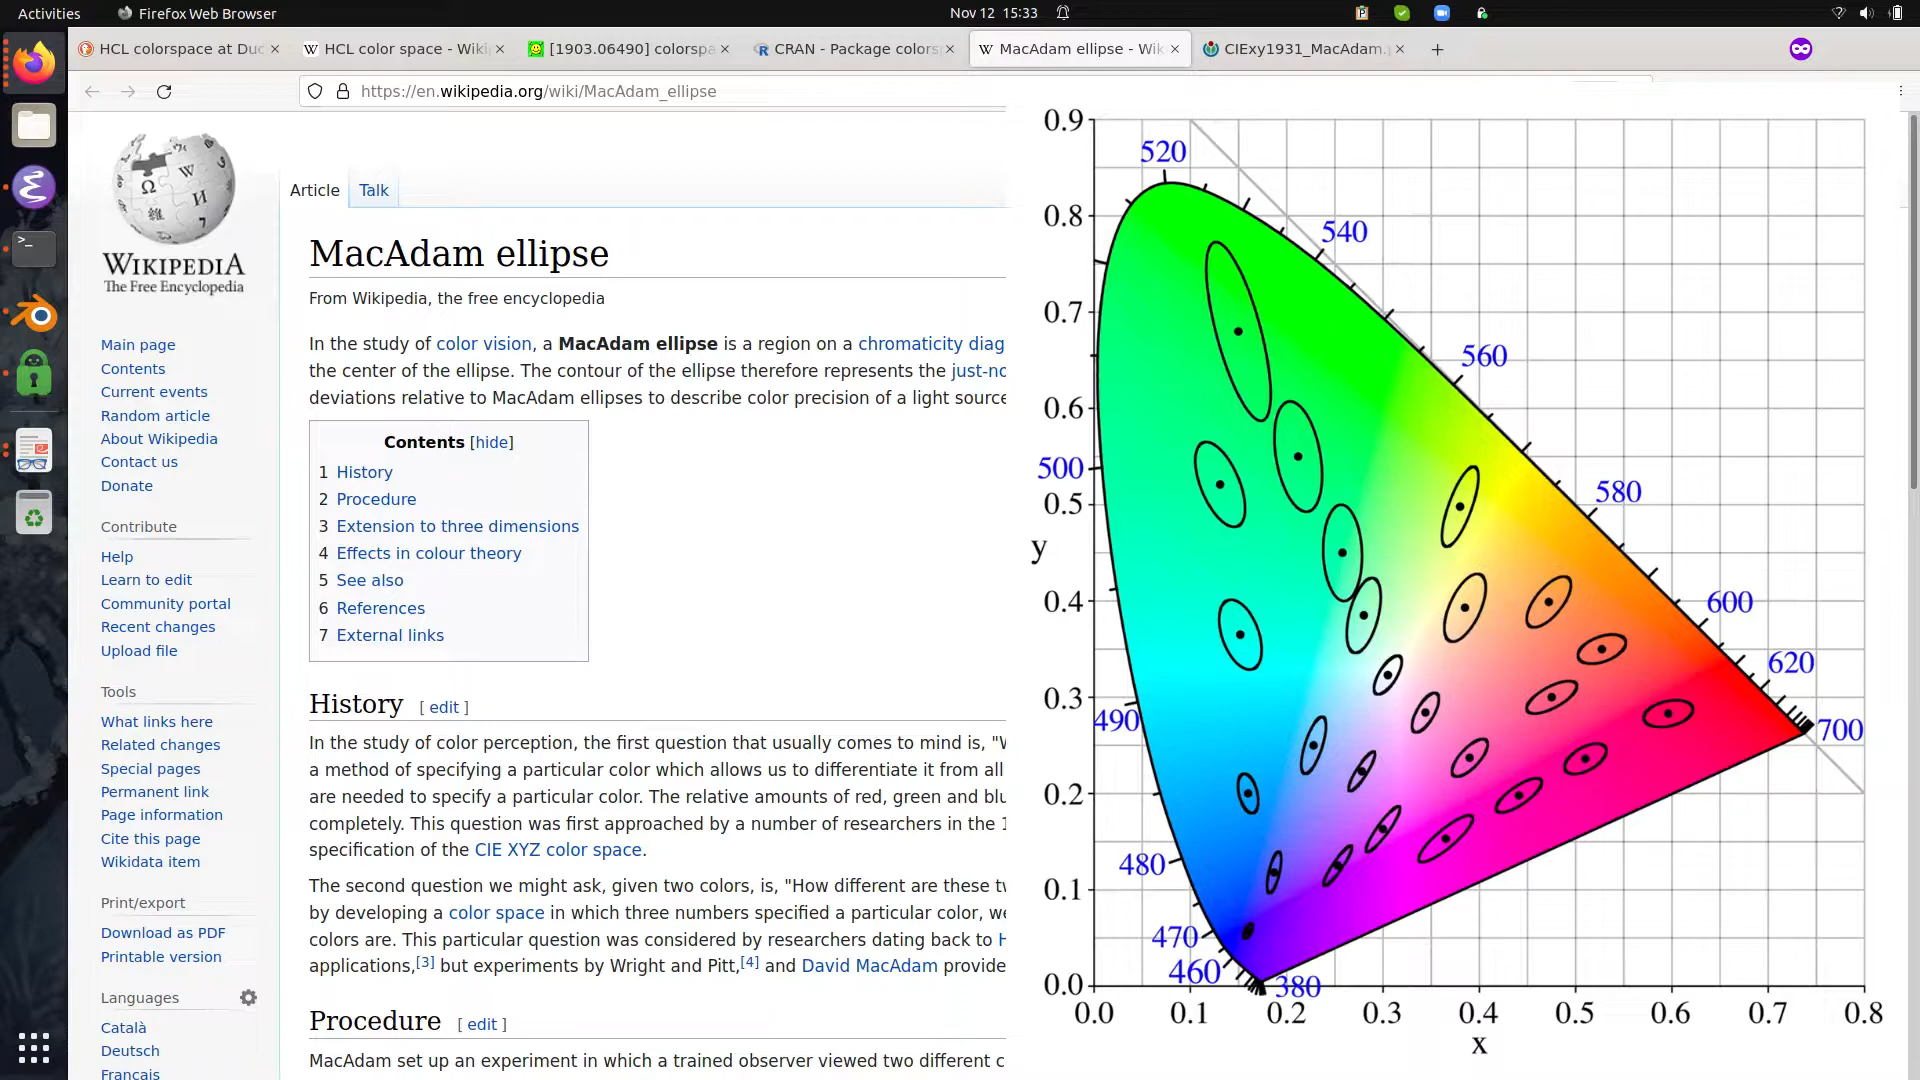 Activities
Firefox Web Browser
Nov 12 15:33
HCL colorspace at Duc
HCL color space - Wiki
[1903.06490] colorspa
CRAN - Package colors
MacAdam ellipse - Wik
CIExy1931_MacAdam.
https://en.wikipedia.org/wiki/MacAdam_ellipse
WIKIPEDIA
The Free Encyclopedia
Main page
Contents
Current events
Random article
About Wikipedia
Contact us
Donate
Contribute
Help
Learn to edit
Community portal
Recent changes
Upload file
Tools
What links here
Related changes
Special pages
Permanent link
Page information
Cite this page
Wikidata item
Print/export
Download as PDF
Printable version
Languages
Català
Deutsch
Français
Article
Talk
MacAdam ellipse
From Wikipedia, the free encyclopedia
In the study of color vision, a MacAdam ellipse is a region on a chromaticity diag
the center of the ellipse. The contour of the ellipse therefore represents the just-no
deviations relative to MacAdam ellipses to describe color precision of a light source
Contents [hide]
1 History
2 Procedure
3 Extension to three dimensions
4 Effects in colour theory
5 See also
6 References
7 External links
History [ edit ]
In the study of color perception, the first question that usually comes to mind is, "W
a method of specifying a particular color which allows us to differentiate it from all
are needed to specify a particular color. The relative amounts of red, green and blu
completely. This question was first approached by a number of researchers in the 1
specification of the CIE XYZ color space.
The second question we might ask, given two colors, is, "How different are these tw
by developing a color space in which three numbers specified a particular color, we
colors are. This particular question was considered by researchers dating back to H
applications,[3] but experiments by Wright and Pitt,[4] and David MacAdam provide
Procedure [ edit ]
MacAdam set up an experiment in which a trained observer viewed two different c
0.9
520
0.8
540
0.7
560
0.6
500
0.5
580
y
0.4
600
620
0.3
490
700
0.2
480
0.1
470
460
0.0
380
0.0 0.1 0.2 0.3 0.4 0.5 0.6 0.7 0.8
x